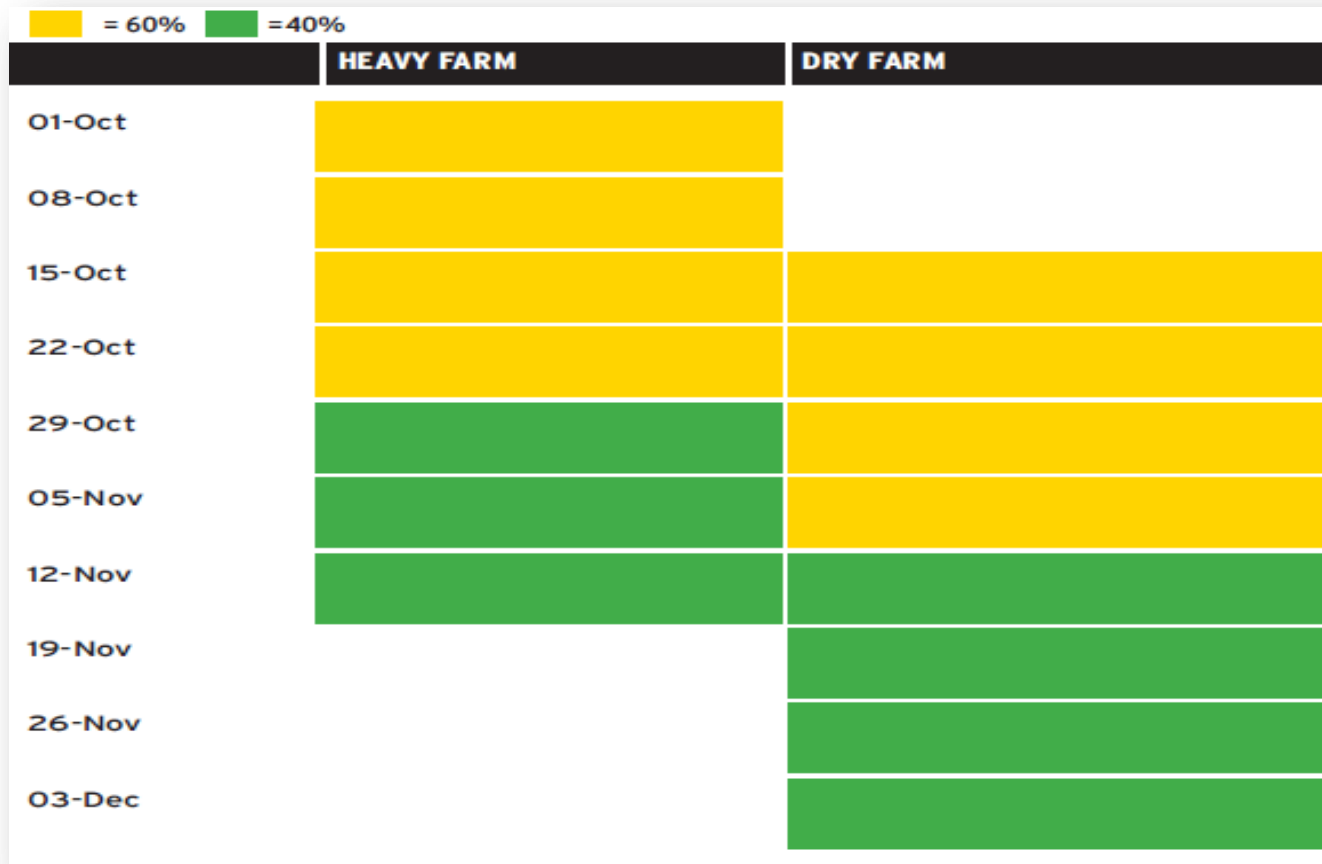 = 60% =40%
HEAVY FARM DRY FARM
01-Oct
08-Oct
15-Oct
22-Oct
29-Oct
05-Nov
12-Nov
19-Nov
26-Nov
03-Dec